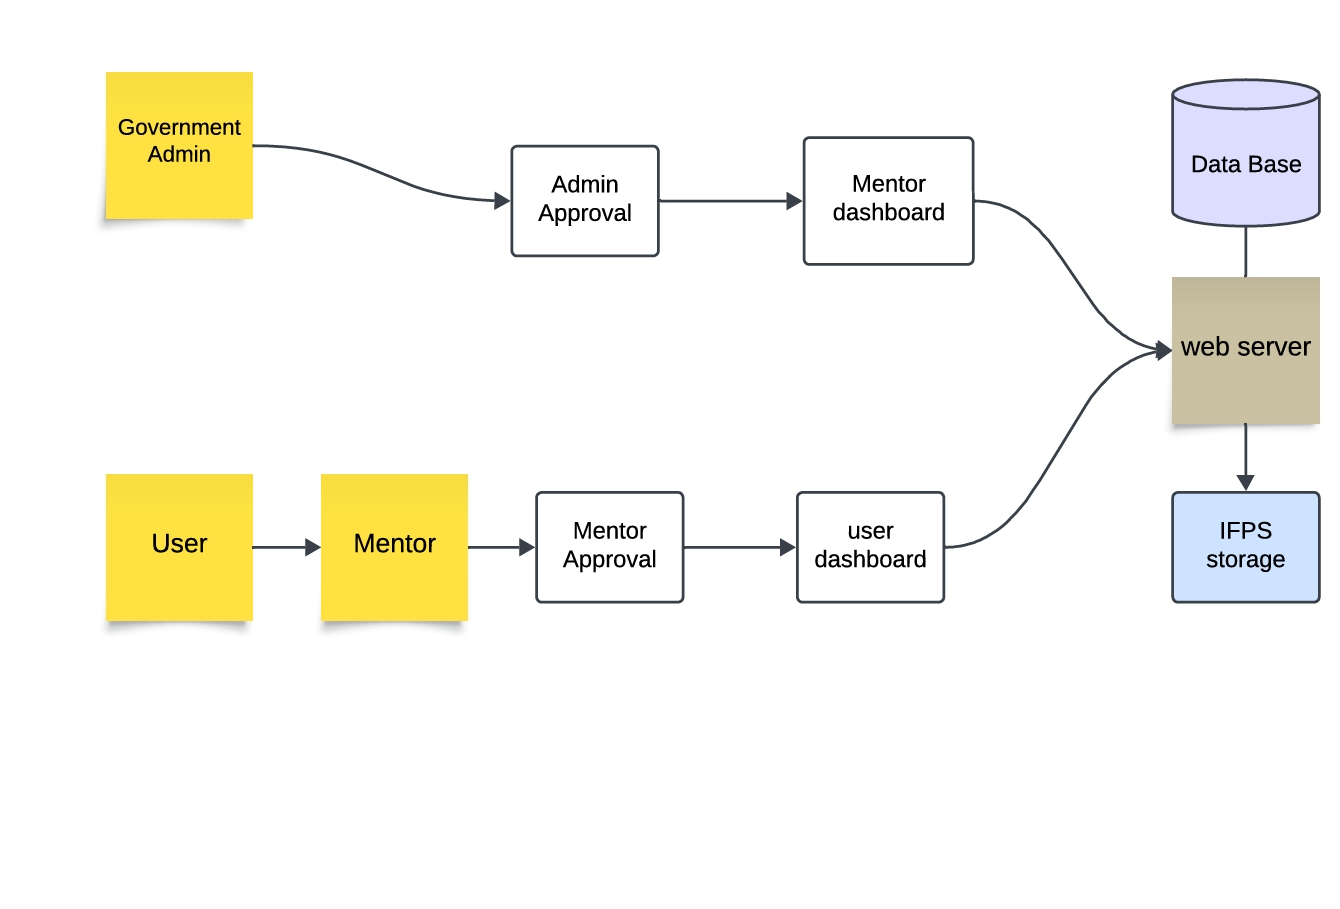 Government
Admin
Admin
Approval
Mentor
dashboard
Data Base
web server
User
Mentor
Mentor
Approval
user
dashboard
IFPS
storage